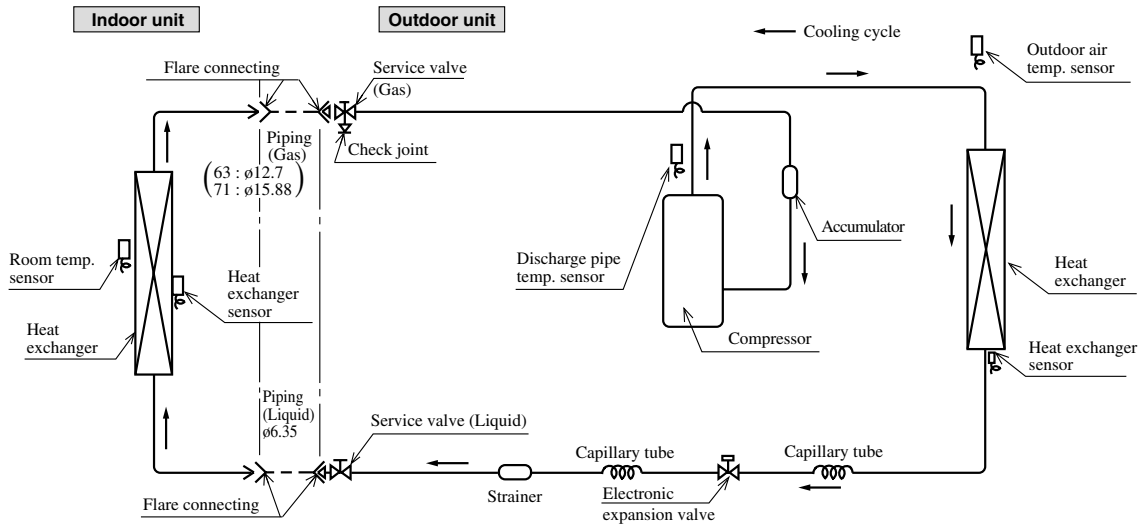 Indoor unit
Outdoor unit
Cooling cycle
Outdoor air
temp. sensor
Flare connecting
Service valve
(Gas)
Piping
(Gas)
63 : ø12.7
71 : ø15.88
Check joint
Accumulator
Room temp.
sensor
Heat
exchanger
sensor
Discharge pipe
temp. sensor
Heat
exchanger
Heat
exchanger
Compressor
Heat exchanger
sensor
Piping
(Liquid)
ø6.35
Service valve (Liquid)
Capillary tube
Capillary tube
Flare connecting
Strainer
Electronic
expansion valve